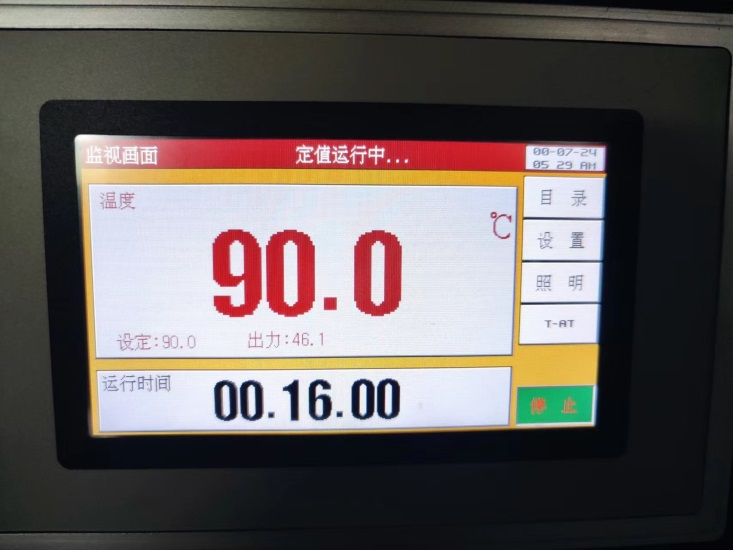 监视画面 定值运行中... 00-07-24
05 29 AM
温度
℃
90.0
设定:90.0 出力:46.1
运行时间
00.16.00
目 录
设 置
照 明
T-AT
停 止